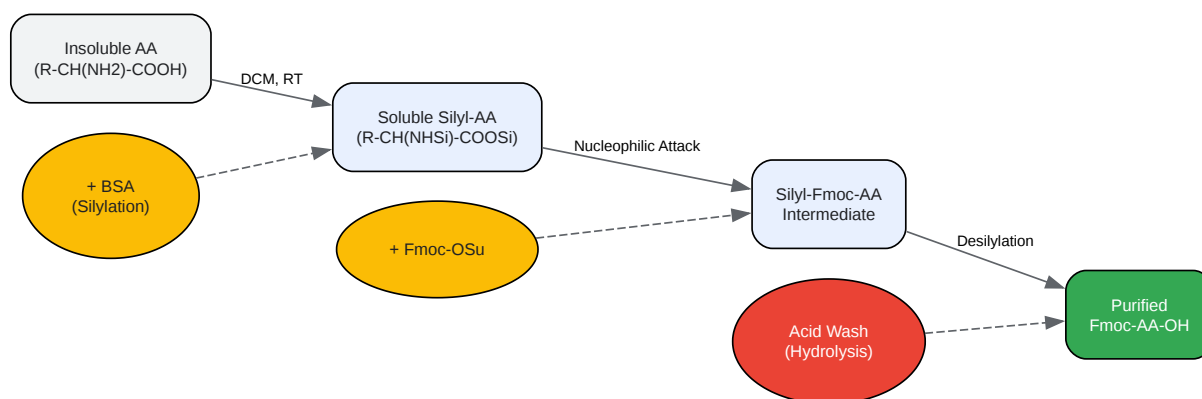 Insoluble AA
(R-CH(NH2)-COOH)
DCM, RT
+ BSA
(Silylation)
Soluble Silyl-AA
(R-CH(NHSi)-COOSi)
Nucleophilic Attack
+ Fmoc-OSu
Silyl-Fmoc-AA
Intermediate
Desilylation
Acid Wash
(Hydrolysis)
Purified
Fmoc-AA-OH